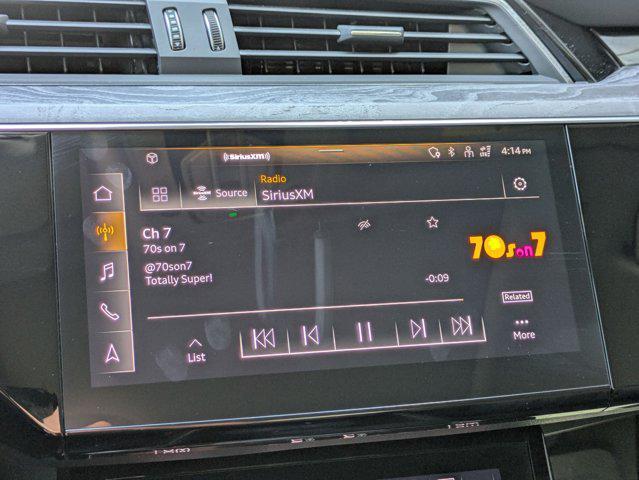 ((SiriusXM))
4:14 PM
Radio
SiriusXM
Source
Ch 7
70s on 7
@70son7
Totally Super!
-0:09
70s on 7
Related
List
More